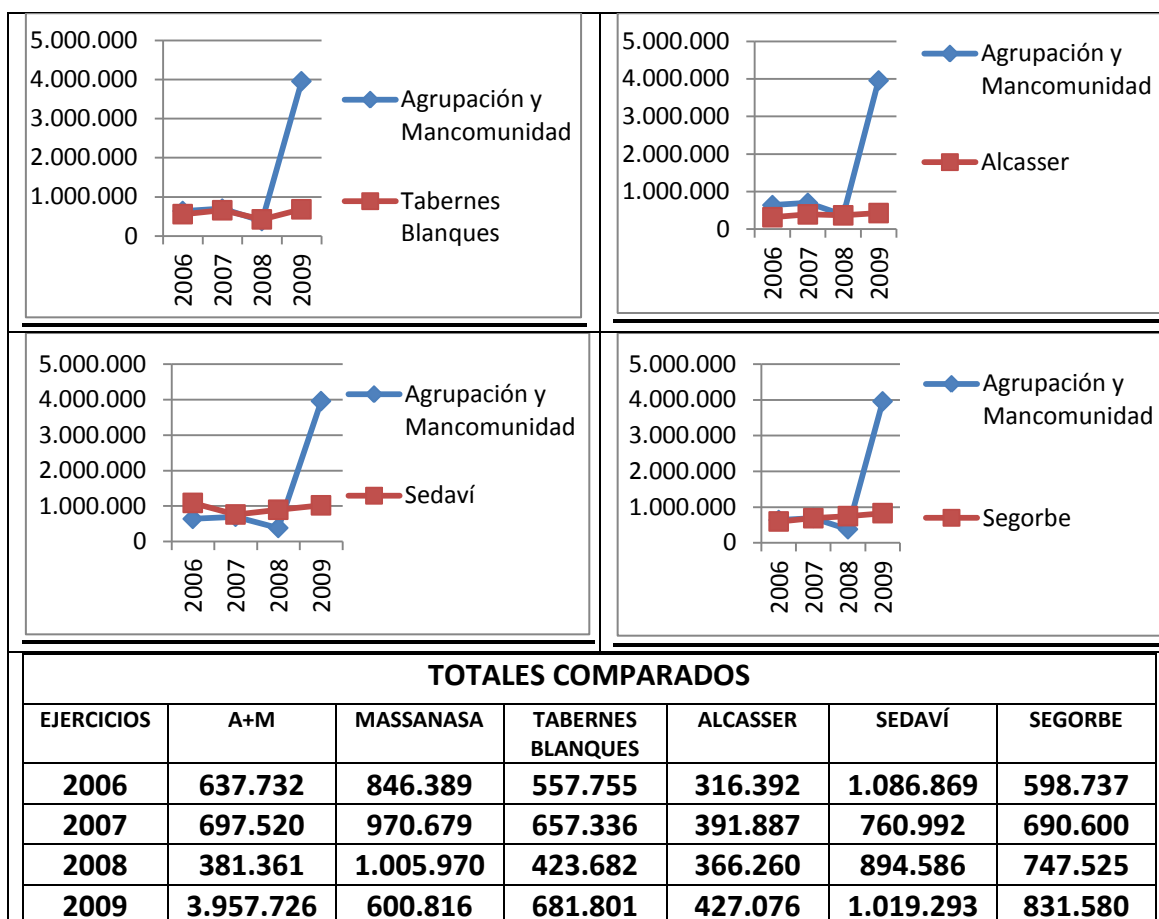 5.000.000
4.000.000
3.000.000
2.000.000
1.000.000
0
2006
2007
2008
2009
Agrupación y
Mancomunidad
Tabernes
Blanques
5.000.000
4.000.000
3.000.000
2.000.000
1.000.000
0
2006
2007
2008
2009
Agrupación y
Mancomunidad
Alcasser
5.000.000
4.000.000
3.000.000
2.000.000
1.000.000
0
2006
2007
2008
2009
Agrupación y
Mancomunidad
Sedaví
5.000.000
4.000.000
3.000.000
2.000.000
1.000.000
0
2006
2007
2008
2009
Agrupación y
Mancomunidad
Segorbe
TOTALES COMPARADOS
EJERCICIOS A+M MASSANASA TABERNES BLANQUES ALCASSER SEDAVÍ SEGORBE
2006 637.732 846.389 557.755 316.392 1.086.869 598.737
2007 697.520 970.679 657.336 391.887 760.992 690.600
2008 381.361 1.005.970 423.682 366.260 894.586 747.525
2009 3.957.726 600.816 681.801 427.076 1.019.293 831.580